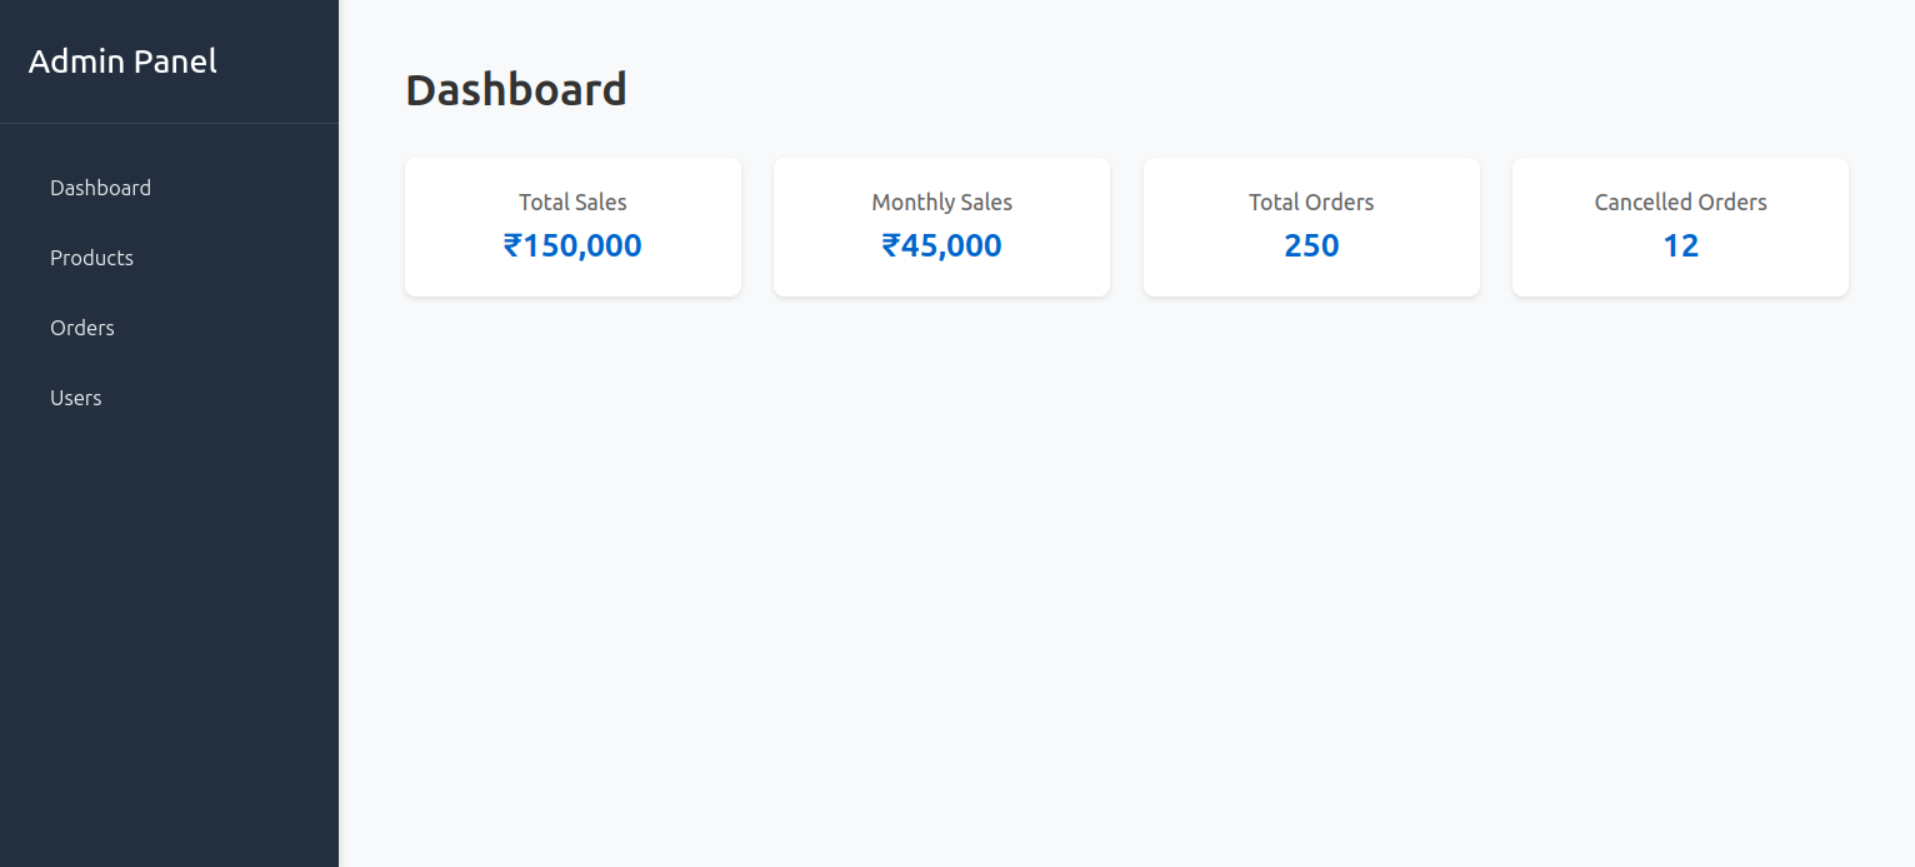 Admin Panel
Dashboard
Products
Orders
Users
Dashboard
Total Sales
₹150,000
Monthly Sales
₹45,000
Total Orders
250
Cancelled Orders
12